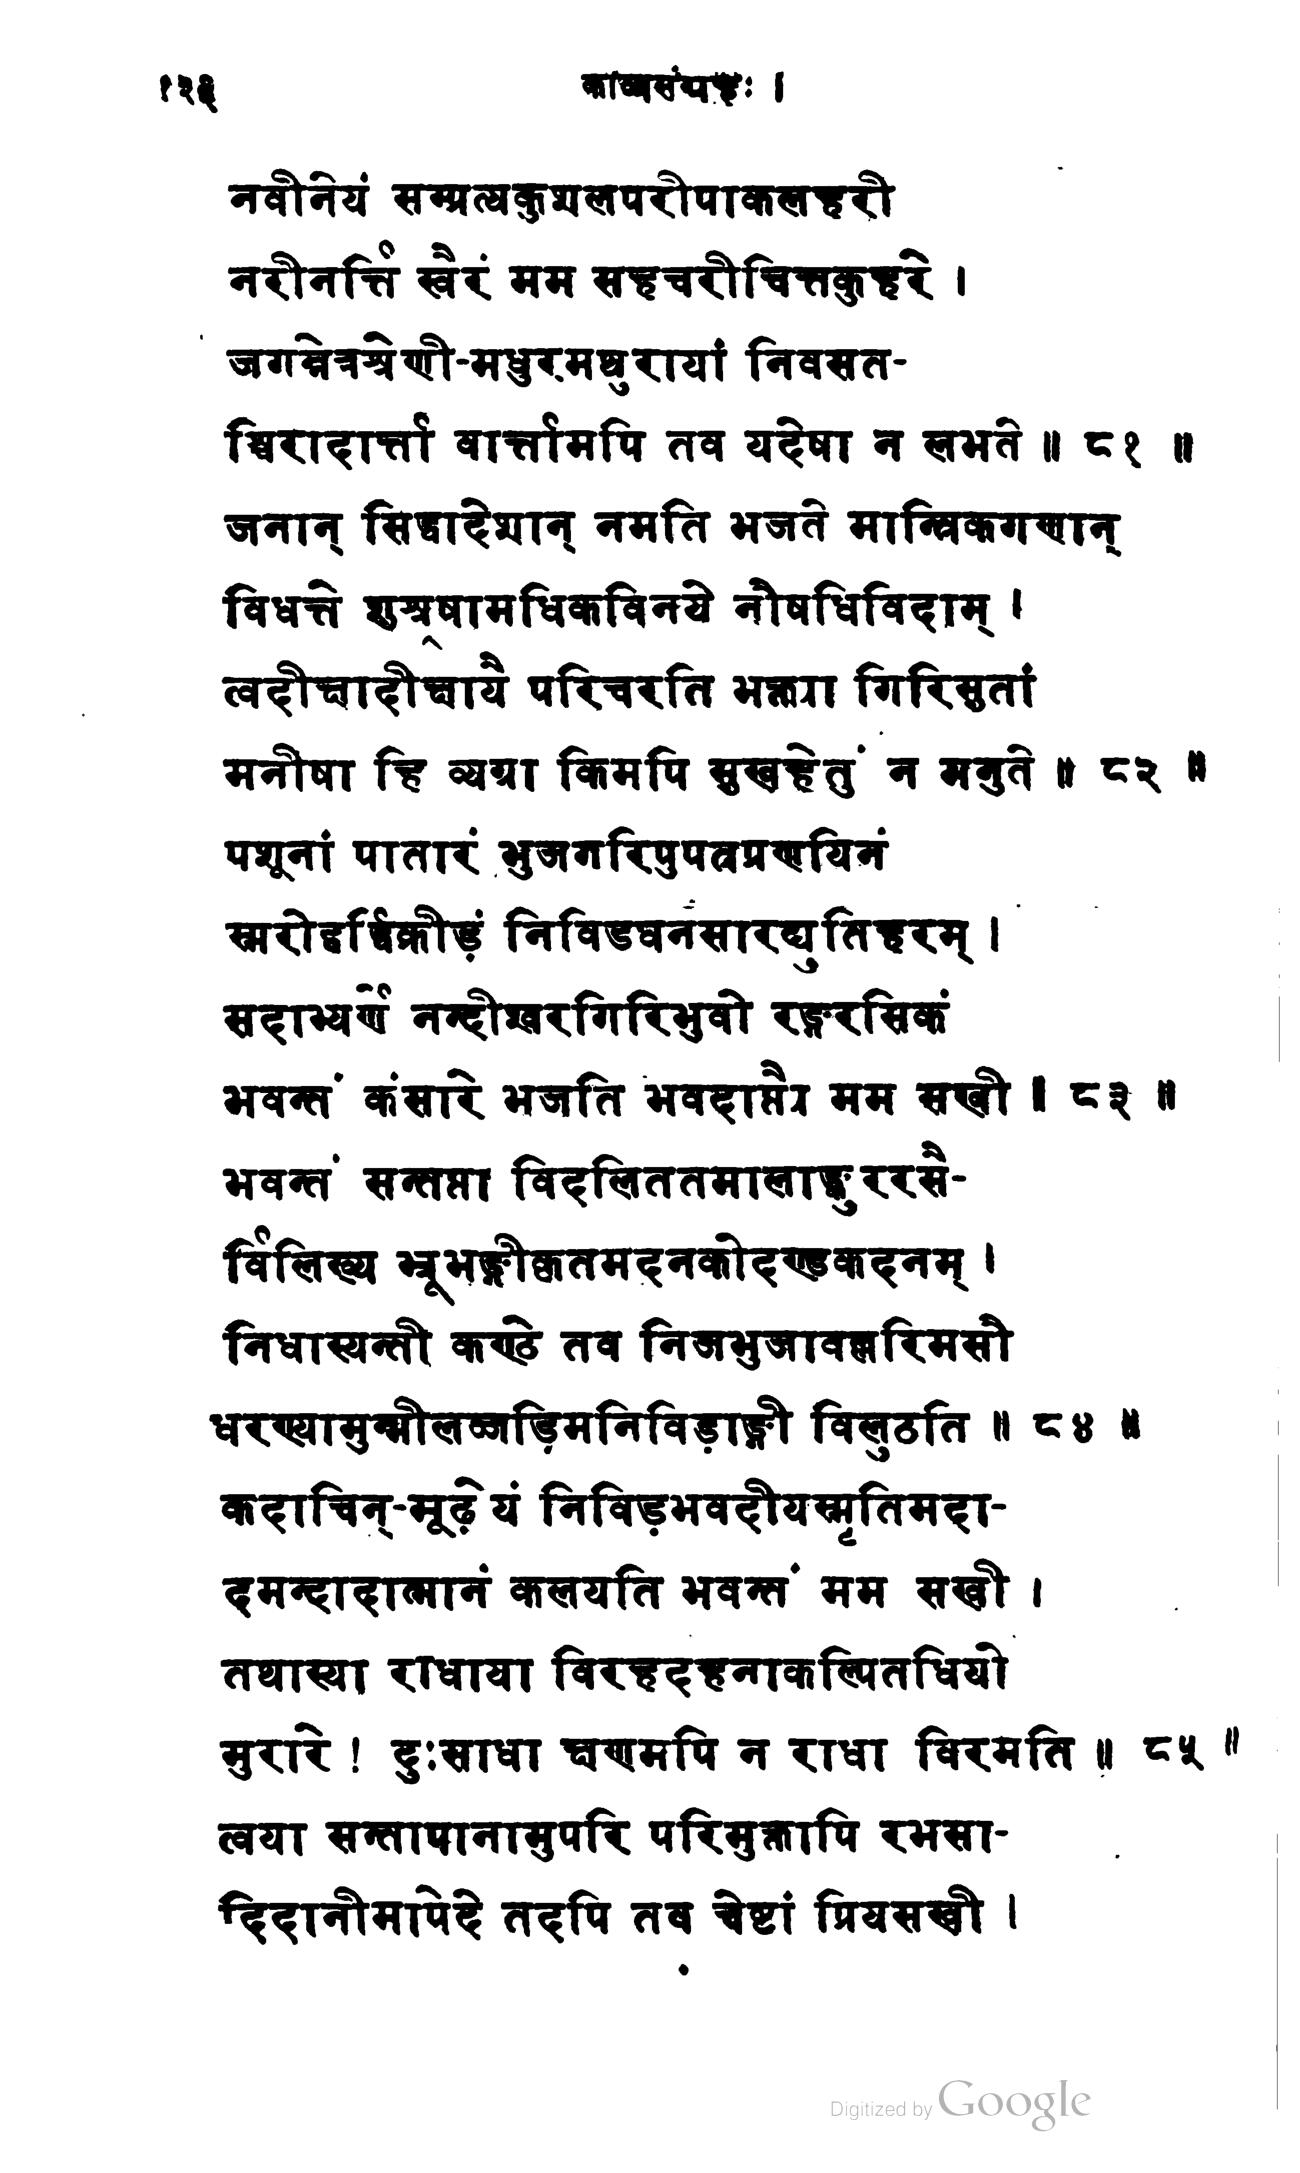 १२६ काव्यसंग्रहः ।
नवीनेयं सम्प्रत्यकुशलपरीपाकलहरी
नरीनर्त्ति स्वैरं मम सहचरीचित्तकुहरे ।
जगन्नेत्रश्रेणी-मधुरमथुरायां निवसत-
श्चिरादार्त्ता वार्त्तामपि तव यदेषा न लभते ॥ ८१ ॥
जनान् सिद्धादेशान् नमति भजते मान्त्रिकगणान्
विधत्ते शुश्रूषामधिकविनये नौषधिविदाम् ।
त्वदीक्षादीक्षायै परिचरति भक्त्या गिरिसुतां
मनीषा हि व्यग्रा किमपि सुखहेतुं न मनुते ॥ ८२ ॥
पशूनां पातारं भुजगरिपुपत्रप्रणयिनं
स्मरोद्वर्द्धिक्रीड़ं निविडघनसारद्युतिहरम् ।
सदाभ्यर्णे नन्दीश्वरगिरिभुवो रङ्गरसिकं
भवन्तं कंसारे भजति भवदाप्त्यै मम सखी ॥ ८३ ॥
भवन्तं सन्तप्ता विदलिततमालाङ्कुररसै-
र्विलिख्य भ्रूभङ्गीकृतमदनकोदण्डकदनम् ।
निधास्यन्ती कण्ठे तव निजभुजावल्लरिमसौ
धरण्यामुन्मीलज्जड़िमनिविड़ाङ्गी विलुठति ॥ ८४ ॥
कदाचिन्-मूढ़ेयं निविड़भवदीयस्मृतिमदा-
दमन्दादात्मानं कलयति भवन्तं मम सखी ।
तथास्या राधाया विरहदहनाकल्पितधियो
मुरारे ! दुःसाधा क्षणमपि न राधा विरमति ॥ ८५ ॥
त्वया सन्तापानामुपरि परिमुक्तापि रभसा-
दिदानीमापेदे तदपि तव चेष्टां प्रियसखी ।
Digitized by Google